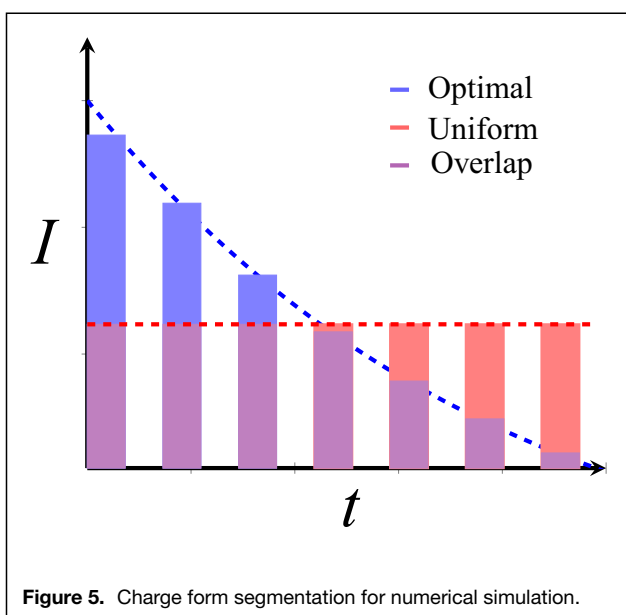 Optimal
Uniform
Overlap
I
t
Figure 5. Charge form segmentation for numerical simulation.